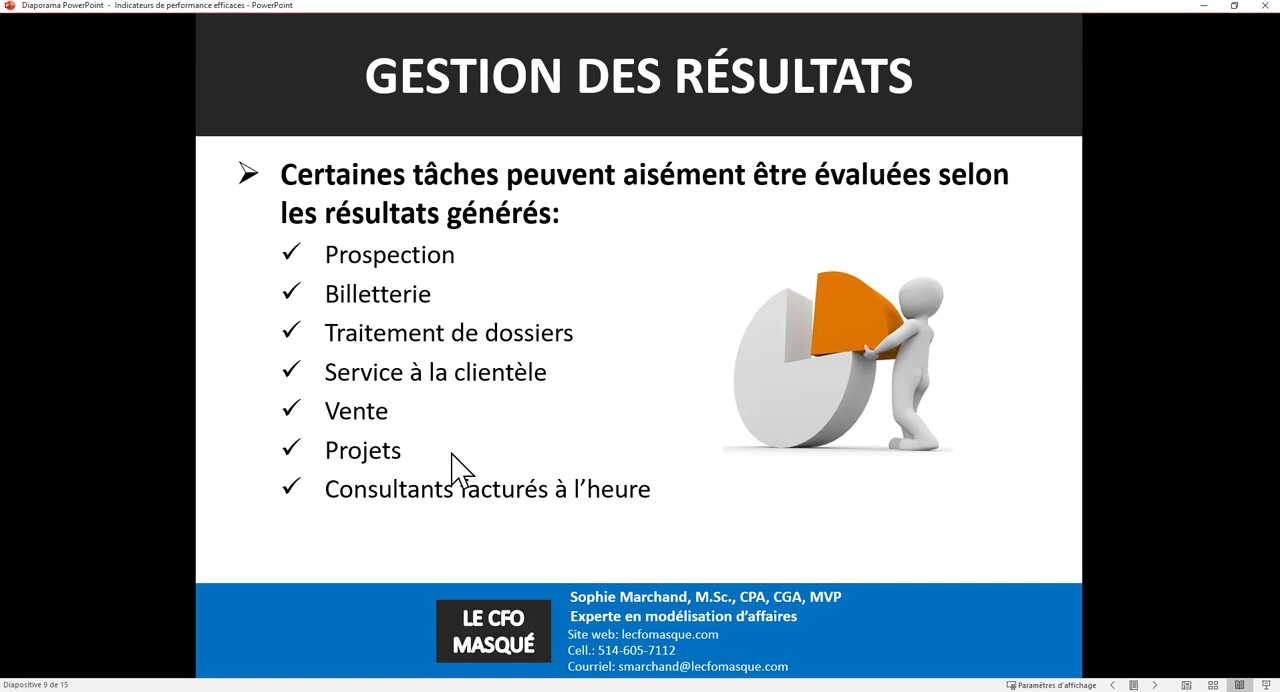 Diaporama PowerPoint - Indicateurs de performance efficaces - PowerPoint
GESTION DES RÉSULTATS
Certaines tâches peuvent aisément être évaluées selon
les résultats générés:
Prospection
Billetterie
Traitement de dossiers
Service à la clientèle
Vente
Projets
Consultants facturés à l’heure
LE CFO
MASQUÉ
Sophie Marchand, M.Sc., CPA, CGA, MVP
Experte en modélisation d’affaires
Site web: lecfomasque.com
Cell.: 514-605-7112
Courriel: smarchand@lecfomasque.com
Diapositive 9 de 15
Paramètres d'affichage